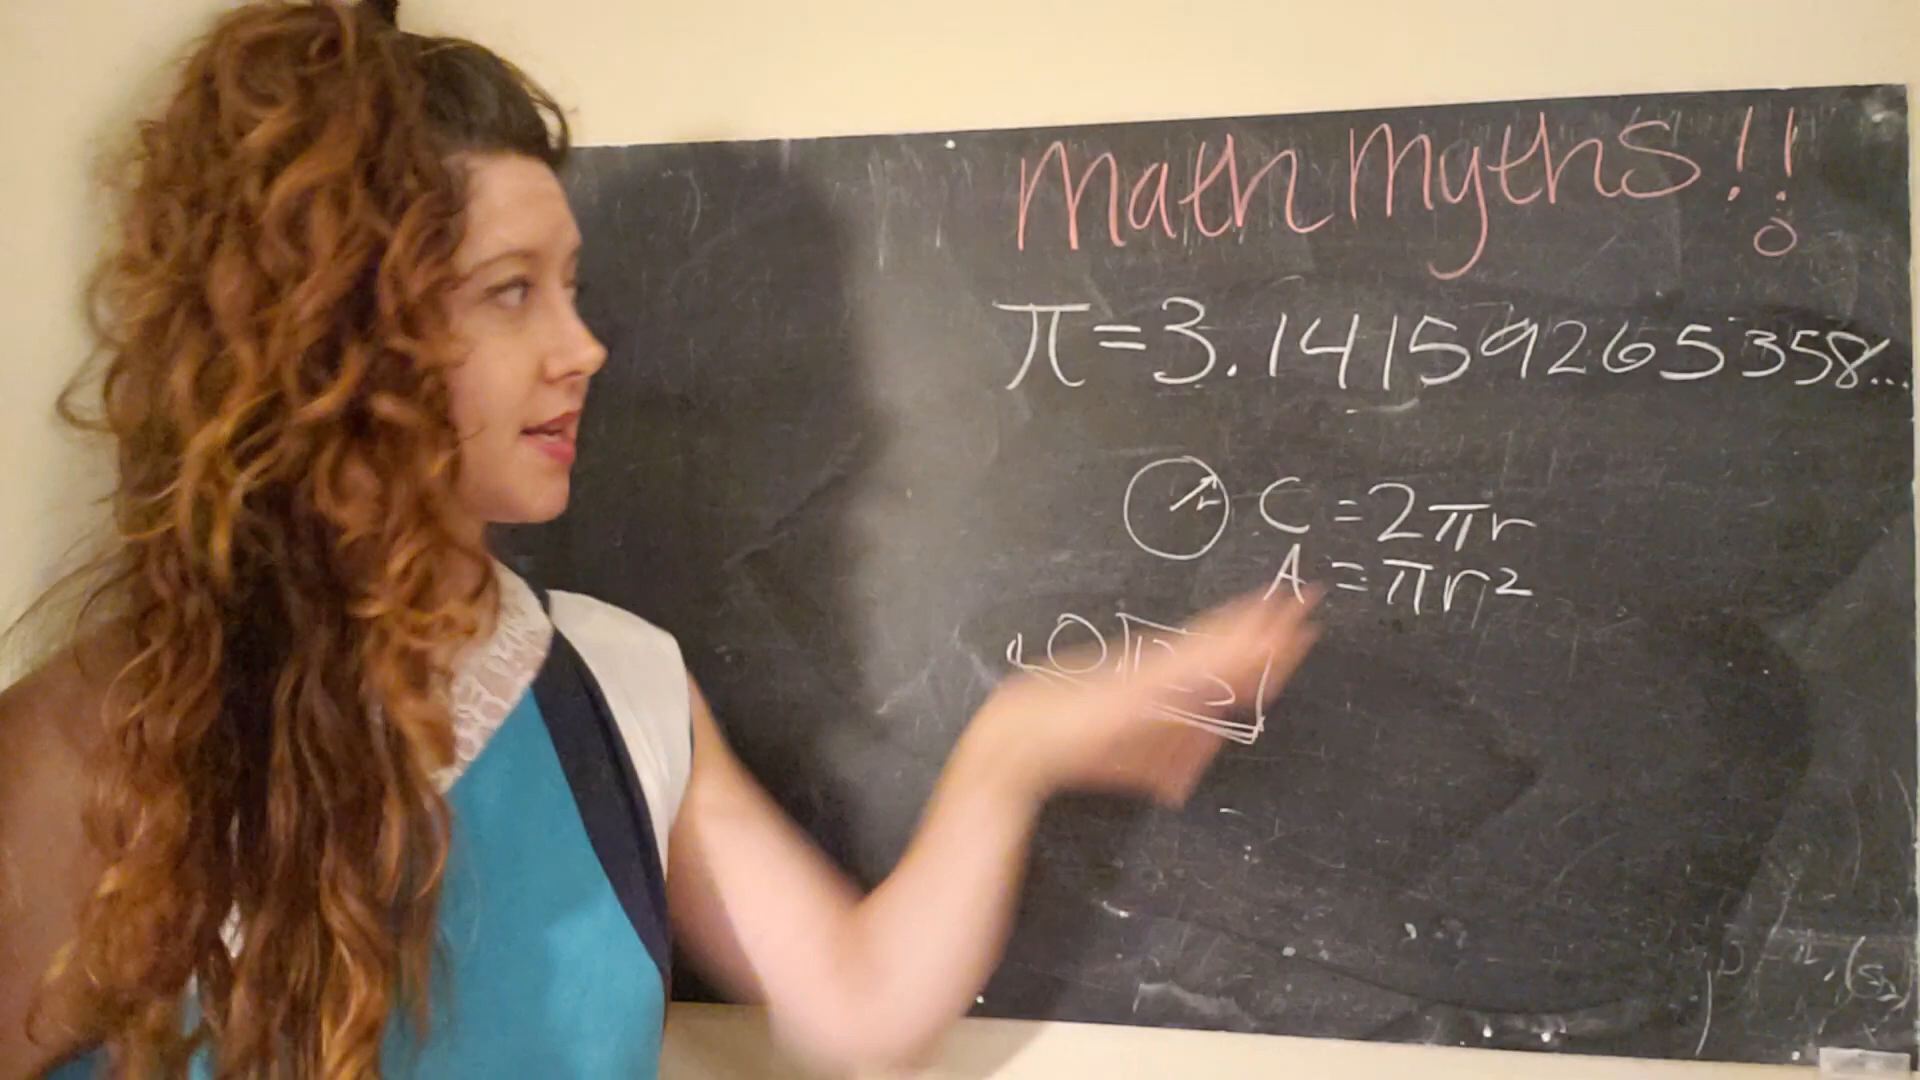 Math Myths!!
π=3.14159265358...
r C=2πr
A=πr²